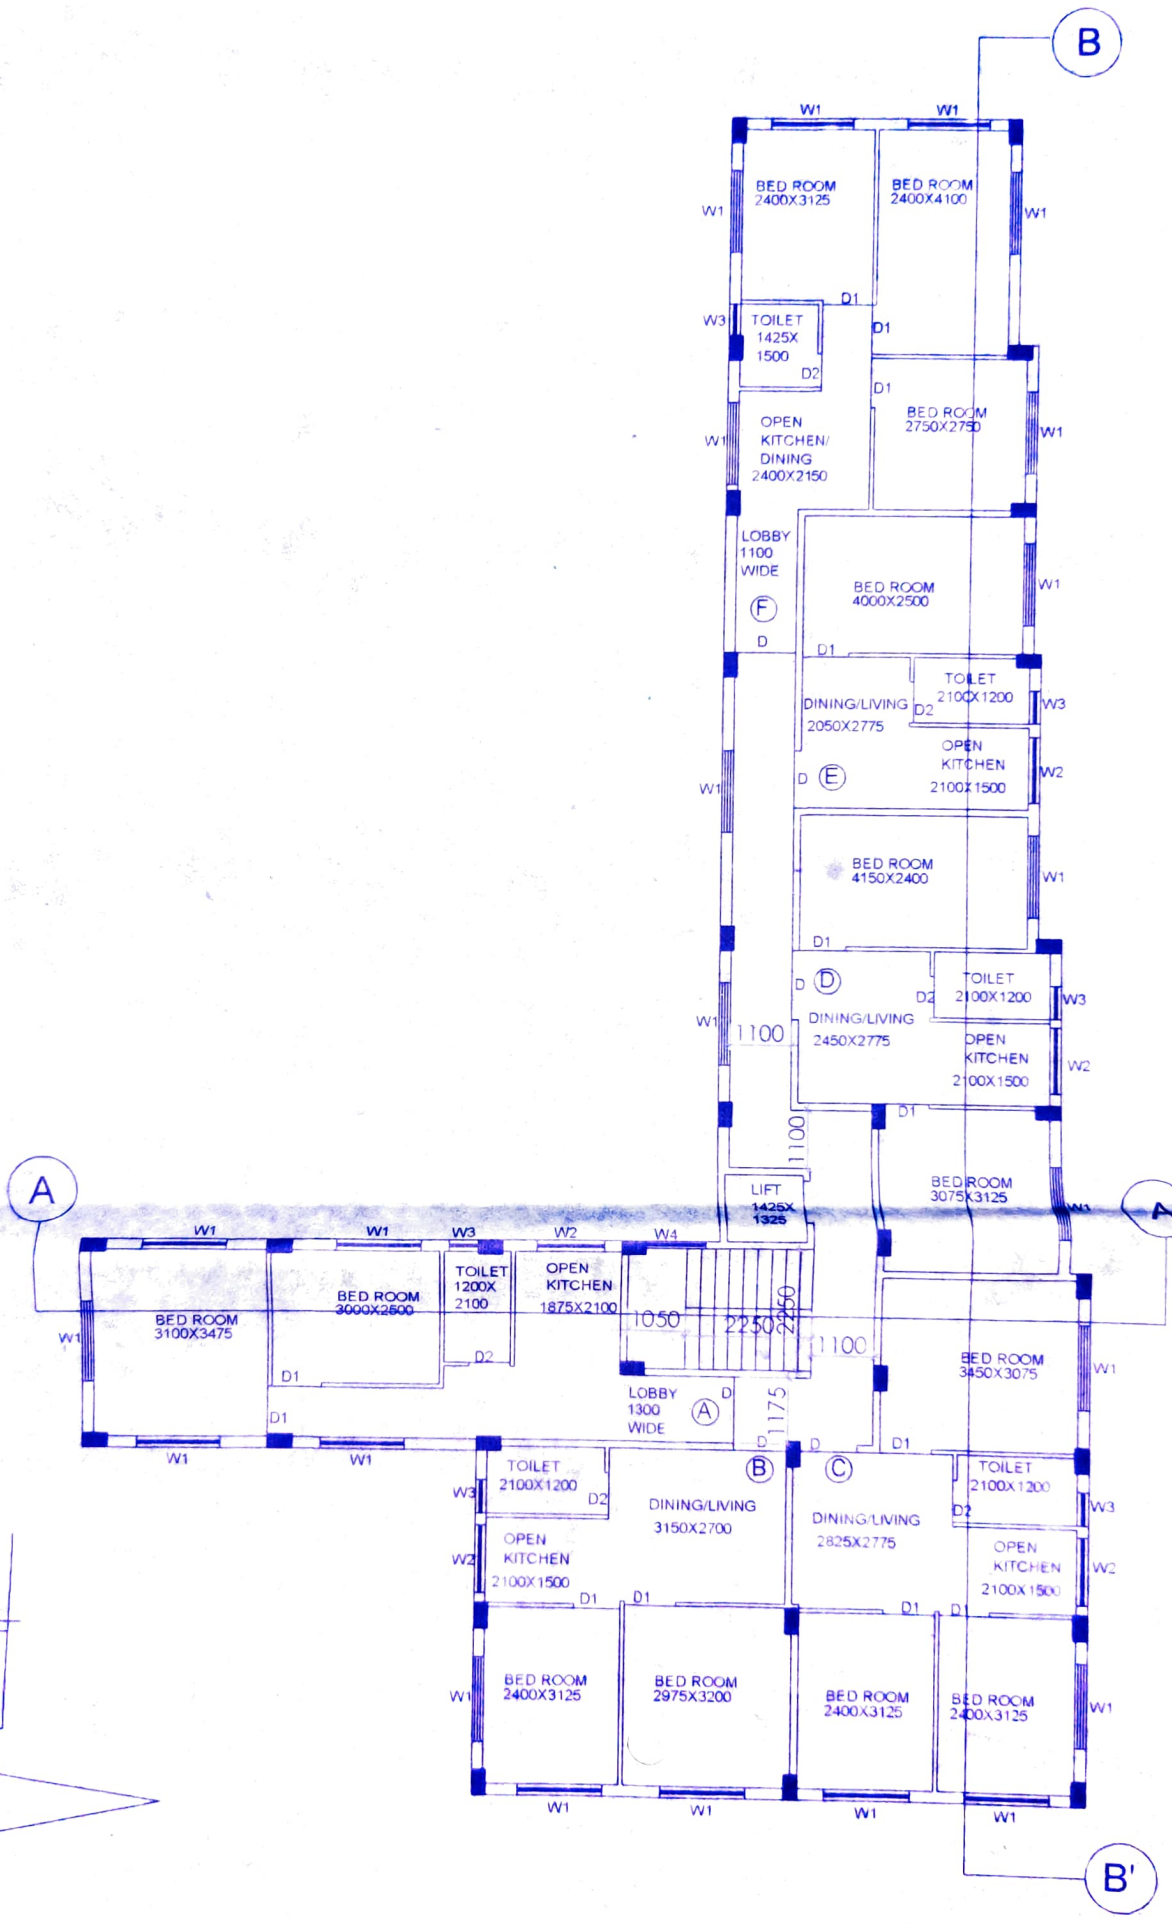 B
W1
W1
BED ROOM
2400X3125
BED ROOM
2400X4100
W1
W1
W3
TOILET
1425X
1500
D1
D1
D2
D1
BED ROOM
2750X2750
W1
W1
OPEN
KITCHEN/
DINING
2400X2150
LOBBY
1100
WIDE
F
D
BED ROOM
4000X2500
W1
D1
TOILET
2100X1200
W3
DINING/LIVING
2050X2775
D2
OPEN
KITCHEN
2100X1500
W2
D
E
W1
BED ROOM
4150X2400
W1
D1
D
D
TOILET
2100X1200
D2
W3
DINING/LIVING
2450X2775
W1
1100
OPEN
KITCHEN
2100X1500
W2
D1
1100
BED ROOM
3075X3125
W1
LIFT
1425X
1325
A
A
W1
W1
W3
W2
W4
BED ROOM
3100X3475
W1
BED ROOM
3000X2500
TOILET
1200X
2100
OPEN
KITCHEN
1875X2100
1050
2250
2250
1100
D2
D1
D1
LOBBY
1300
WIDE
A
D
1175
BED ROOM
3450X3075
W1
W1
W1
D
D
D1
B
C
TOILET
2100X1200
W3
D2
DINING/LIVING
3150X2700
DINING/LIVING
2825X2775
TOILET
2100X1200
D2
W3
OPEN
KITCHEN
2100X1500
W2
OPEN
KITCHEN
2100X1500
W2
D1
D1
D1
D1
BED ROOM
2400X3125
W1
BED ROOM
2975X3200
BED ROOM
2400X3125
BED ROOM
2400X3125
W1
W1
W1
W1
W1
B'